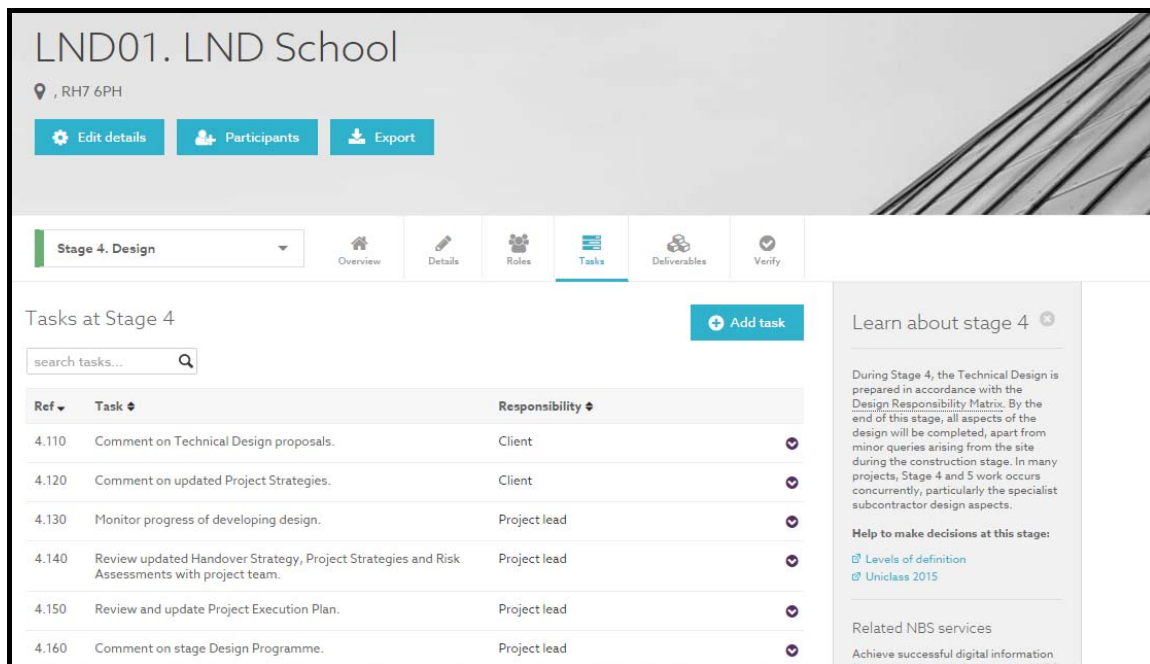 LND01. LND School
, RH7 6PH
Edit details
Participants
Export
Stage 4. Design
Overview
Details
Roles
Tasks
Deliverables
Verify
Tasks at Stage 4
Add task
search tasks...
Ref Task Responsibility
4.110 Comment on Technical Design proposals. Client
4.120 Comment on updated Project Strategies. Client
4.130 Monitor progress of developing design. Project lead
4.140 Review updated Handover Strategy, Project Strategies and Risk Project lead
Assessments with project team.
4.150 Review and update Project Execution Plan. Project lead
4.160 Comment on stage Design Programme. Project lead
Learn about stage 4
During Stage 4, the Technical Design is
prepared in accordance with the
Design Responsibility Matrix. By the
end of this stage, all aspects of the
design will be completed, apart from
minor queries arising from the site
during the construction stage. In many
projects, Stage 4 and 5 work occurs
concurrently, particularly the specialist
subcontractor design aspects.
Help to make decisions at this stage:
Levels of definition
Uniclass 2015
Related NBS services
Achieve successful digital information